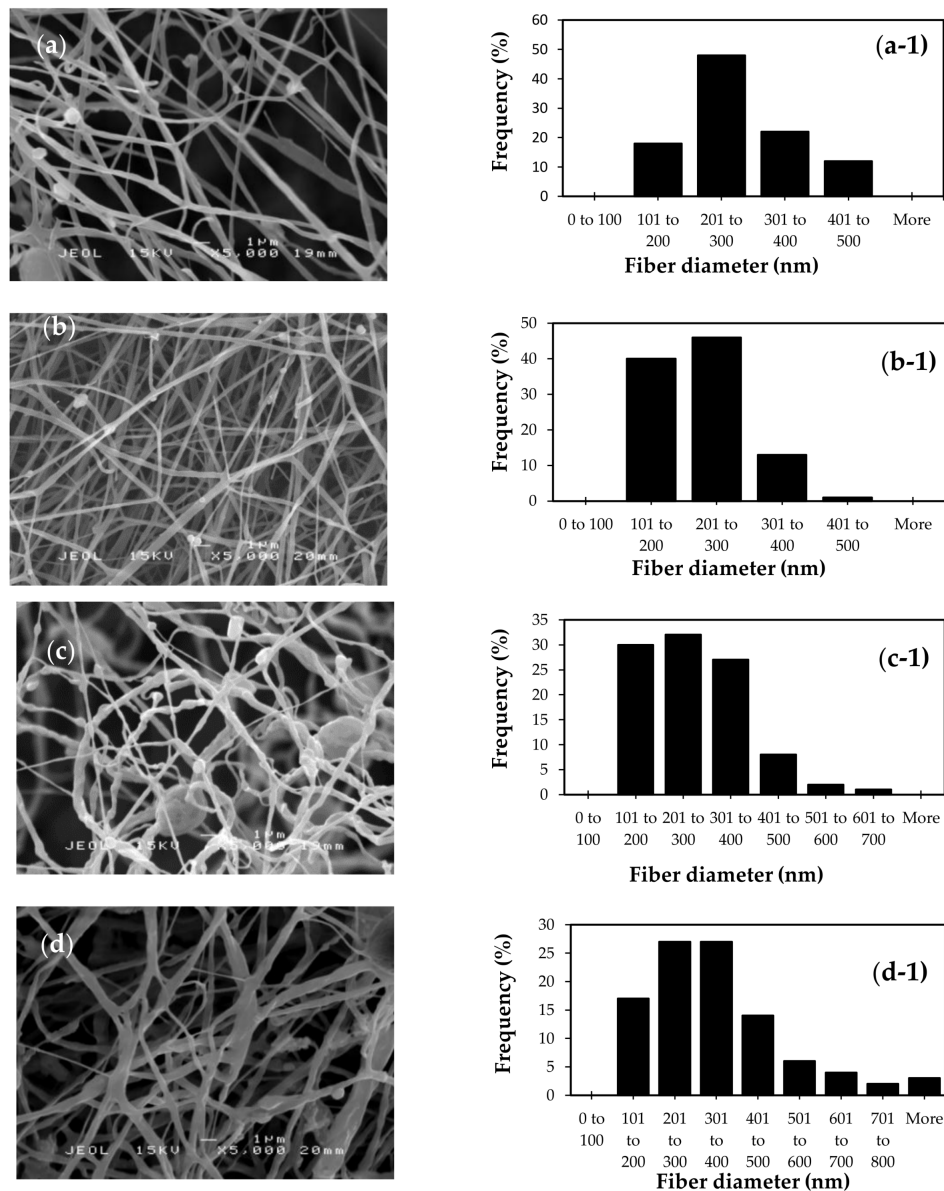 (a)
JEOL 15KV X5,000 1μm 19mm
(a-1)
Frequency (%)
60
50
40
30
20
10
0
0 to 100 101 to 200 201 to 300 301 to 400 401 to 500 More
Fiber diameter (nm)
(b)
JEOL 15KV X5,000 1μm 20mm
(b-1)
Frequency (%)
50
40
30
20
10
0
0 to 100 101 to 200 201 to 300 301 to 400 401 to 500 More
Fiber diameter (nm)
(c)
JEOL 15KV X5,000 1μm 19mm
(c-1)
Frequency (%)
35
30
25
20
15
10
5
0
0 to 100 101 to 200 201 to 300 301 to 400 401 to 500 501 to 600 601 to 700 More
Fiber diameter (nm)
(d)
JEOL 15KV X5,000 1μm 20mm
(d-1)
Frequency (%)
30
25
20
15
10
5
0
0 to 100 101 to 200 201 to 300 301 to 400 401 to 500 501 to 600 601 to 700 701 to 800 More
Fiber diameter (nm)